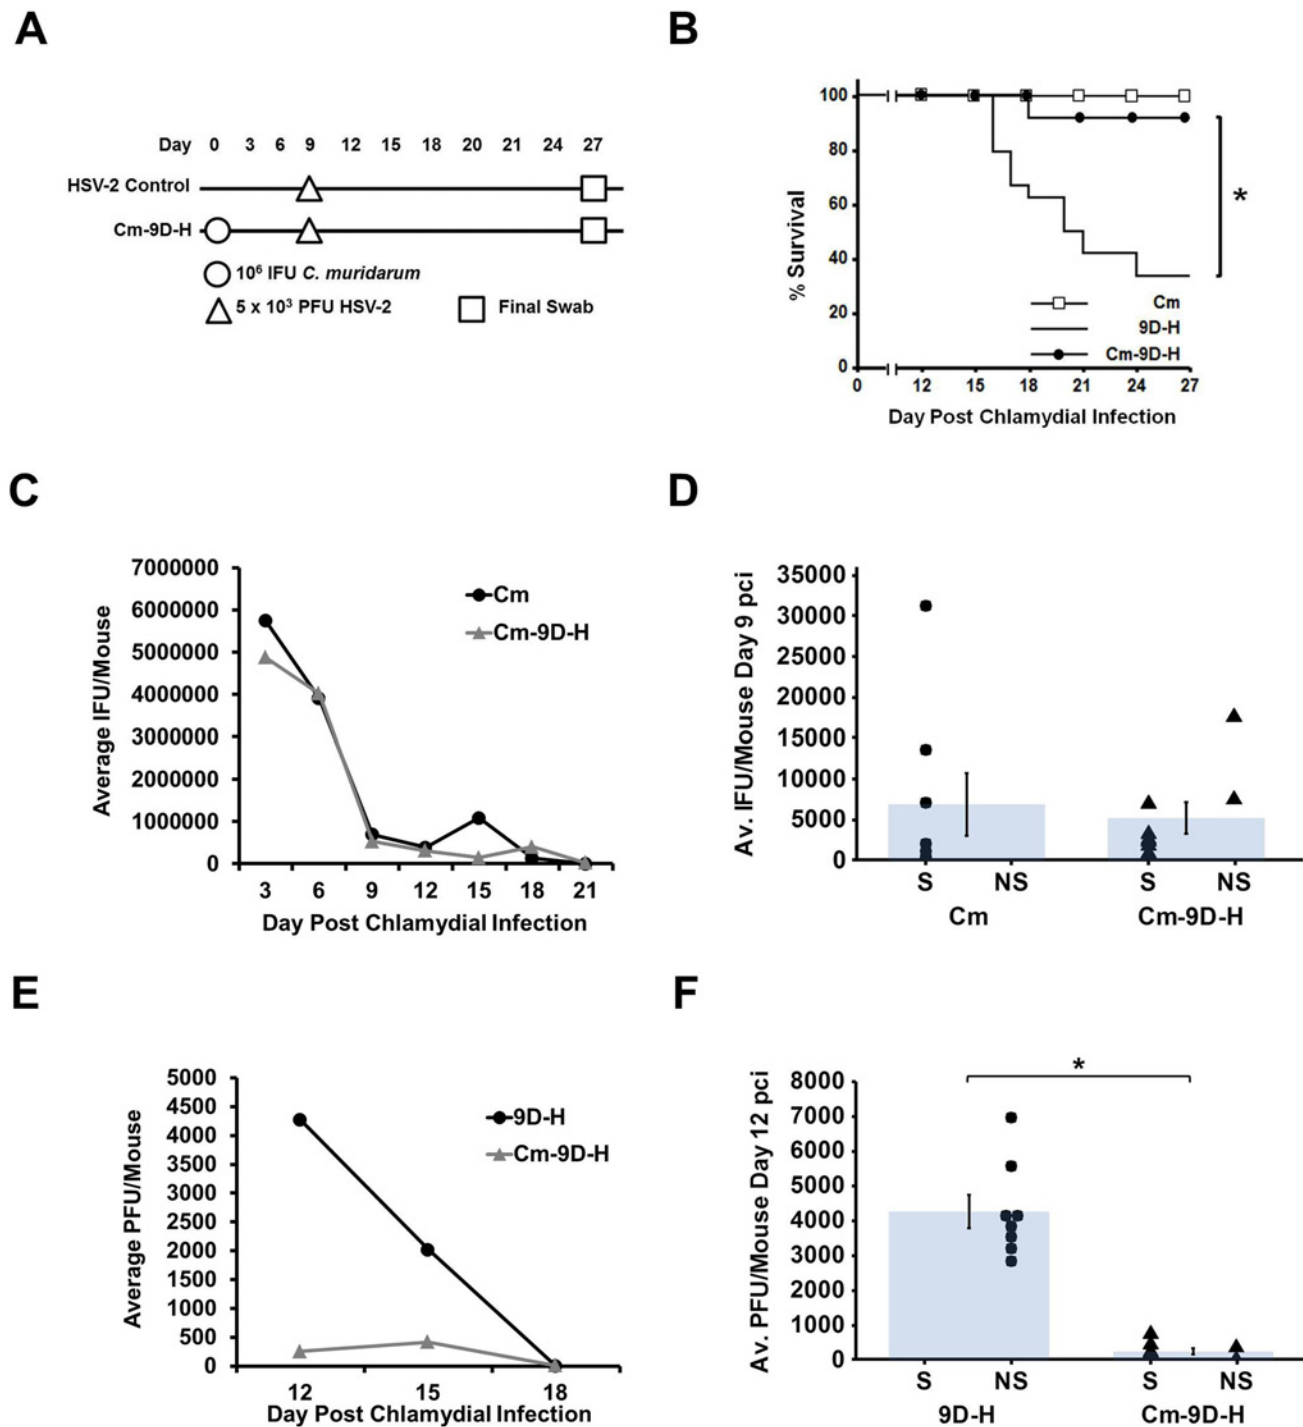 A
Day 0 3 6 9 12 15 18 20 21 24 27
HSV-2 Control
Cm-9D-H
10⁶ IFU C. muridarum
5 x 10³ PFU HSV-2
Final Swab
B
% Survival
100
80
60
40
20
0
0 12 15 18 21 24 27
Day Post Chlamydial Infection
Cm
9D-H
Cm-9D-H
*
C
Average IFU/Mouse
7000000
6000000
5000000
4000000
3000000
2000000
1000000
0
3 6 9 12 15 18 21
Day Post Chlamydial Infection
Cm
Cm-9D-H
D
Av. IFU/Mouse Day 9 pci
35000
30000
25000
20000
15000
10000
5000
0
S NS S NS
Cm Cm-9D-H
E
Average PFU/Mouse
5000
4500
4000
3500
3000
2500
2000
1500
1000
500
0
12 15 18
Day Post Chlamydial Infection
9D-H
Cm-9D-H
F
Av. PFU/Mouse Day 12 pci
8000
7000
6000
5000
4000
3000
2000
1000
0
*
S NS S NS
9D-H Cm-9D-H